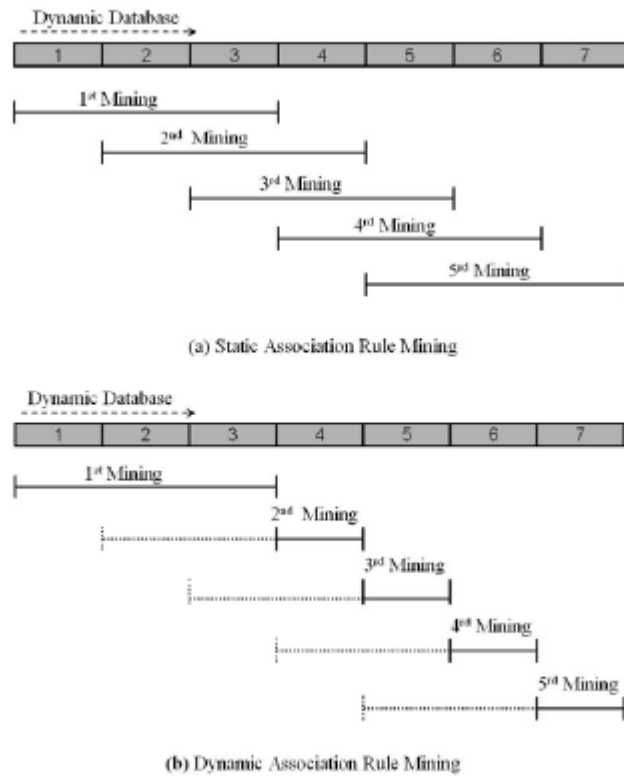 Dynamic Database
1 2 3 4 5 6 7
1st Mining
2nd Mining
3rd Mining
4rd Mining
5rd Mining
(a) Static Association Rule Mining
Dynamic Database
1 2 3 4 5 6 7
1st Mining
2nd Mining
3rd Mining
4rd Mining
5rd Mining
(b) Dynamic Association Rule Mining